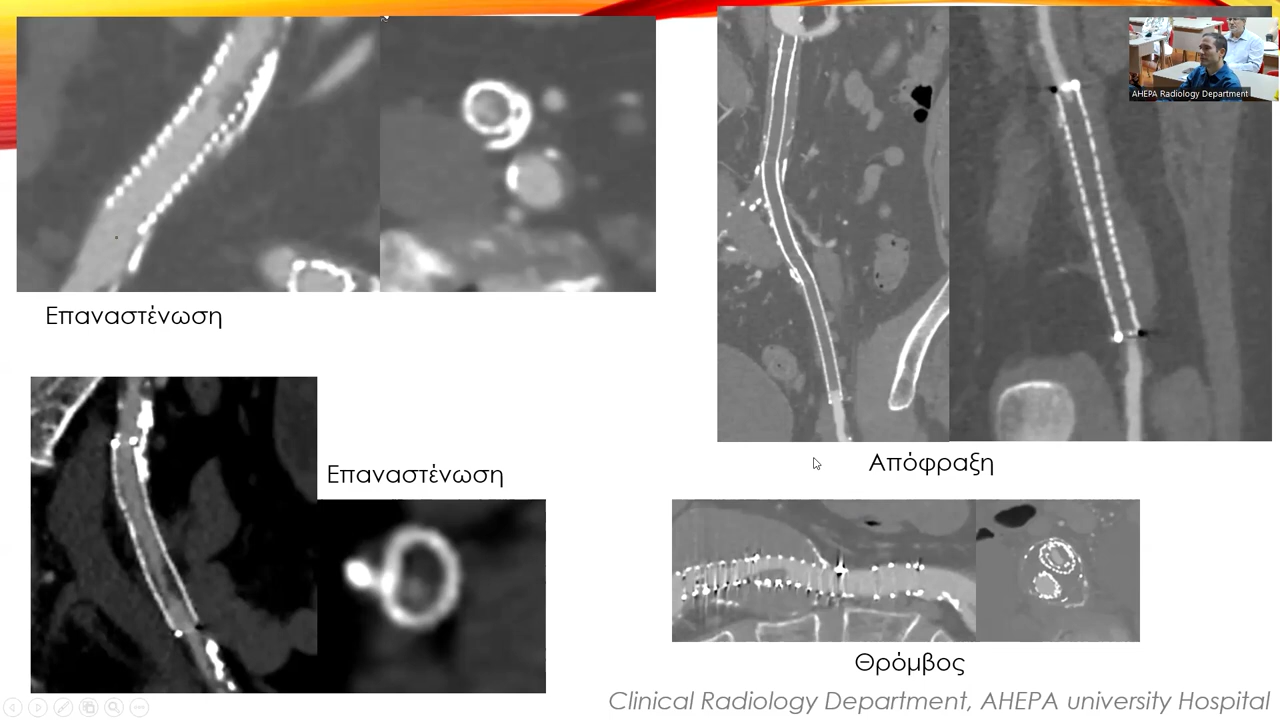 AHEPA Radiology Department
Επαναστένωση
Απόφραξη
Επαναστένωση
Θρόμβος
Clinical Radiology Department, AHEPA university Hospital